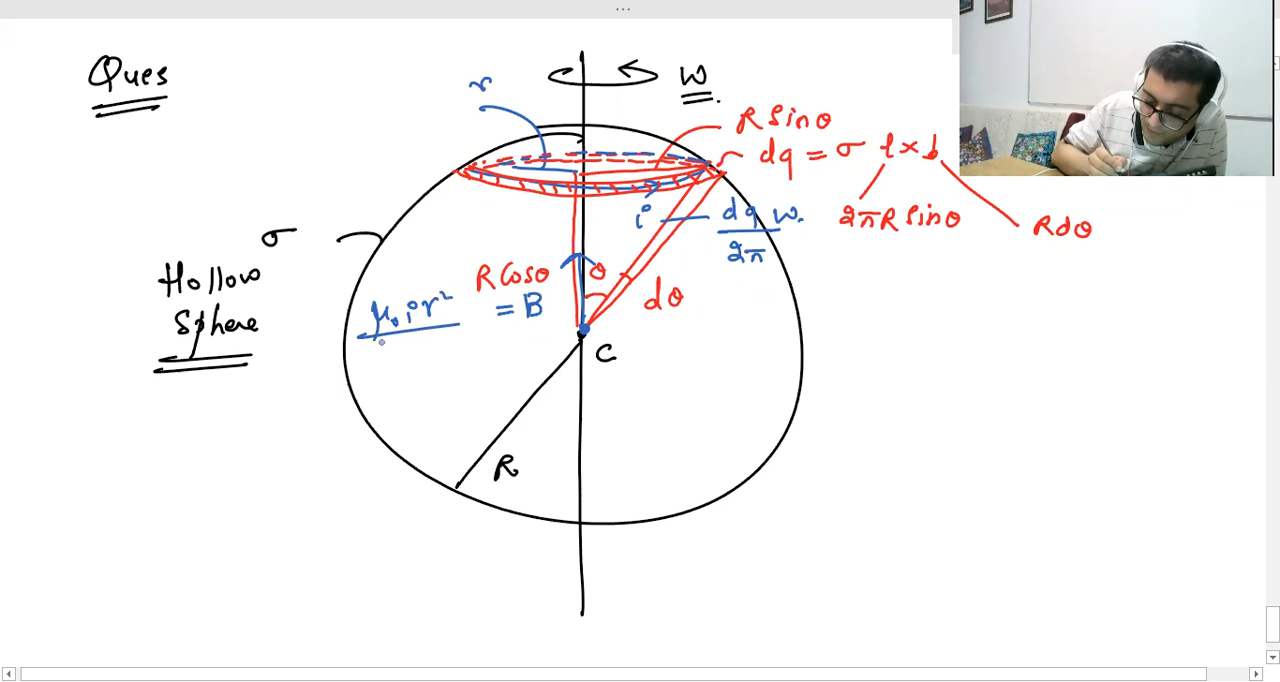 Ques
r
ω
R sinθ
dq = σ l × b
i
dq ω.
2π
2πR sinθ
Rdθ
σ
Hollow
Sphere
R cosθ
θ
dθ
μ₀ i r²
= B
C
R